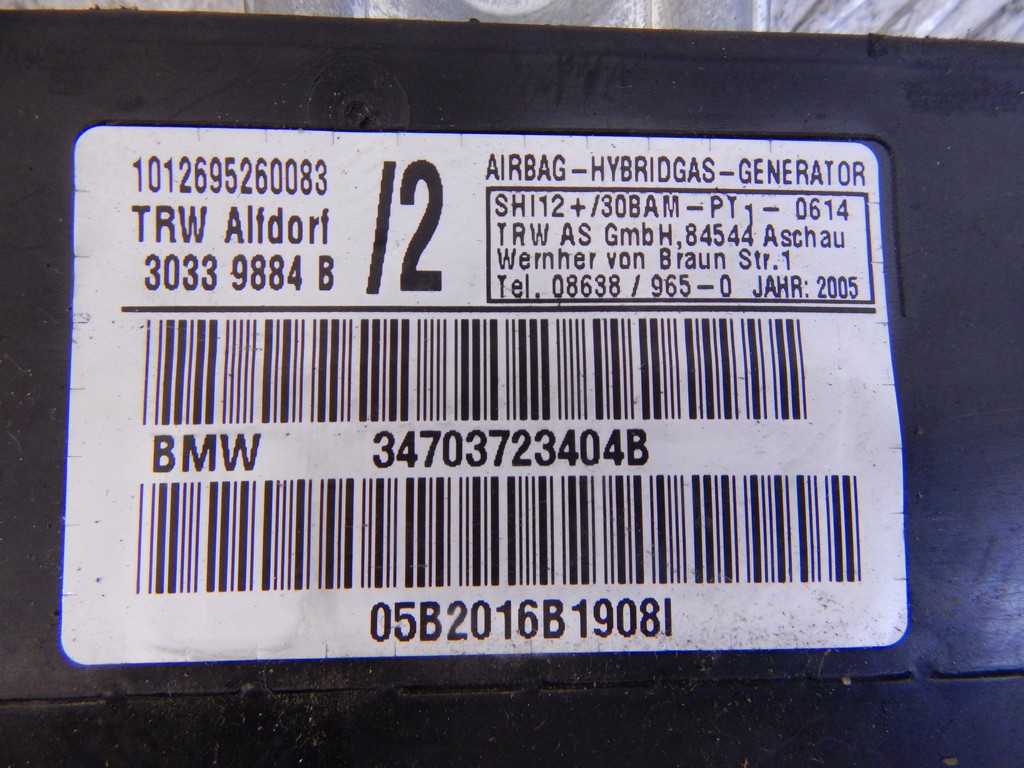 1012695260083
TRW Alfdorf
3033 9884 B
/2
AIRBAG-HYBRIDGAS-GENERATOR
SHI12+/30BAM-PT1-0614
TRW AS GmbH, 84544 Aschau
Wernher von Braun Str.1
Tel. 08638 / 965-0 JAHR: 2005
BMW 34703723404B
05B2016B1908I